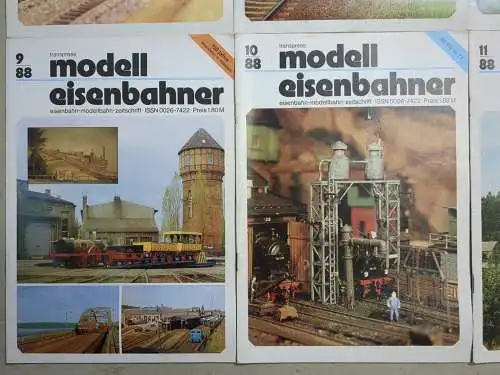 9/88
transpress
modell
eisenbahner
eisenbahn-modellbahn-zeitschrift · ISSN 0026-7422 · Preis 1,80 M
10/88
transpress
modell
eisenbahner
eisenbahn-modellbahn-zeitschrift · ISSN 0026-7422 · Preis 1,80 M
11/88